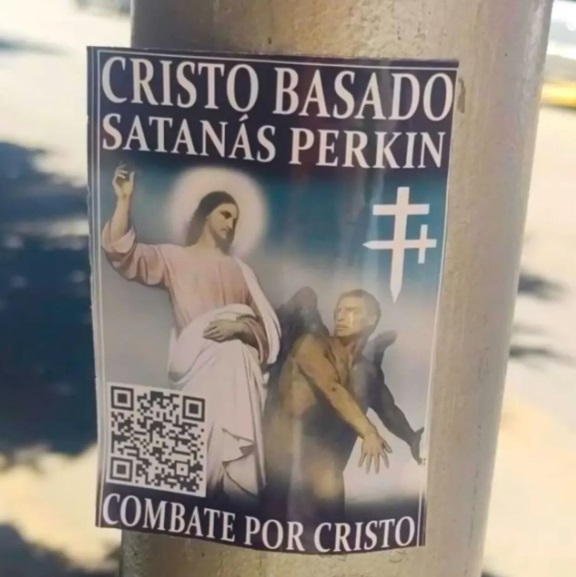 CRISTO BASADO
SATANÁS PERKIN
COMBATE POR CRISTO